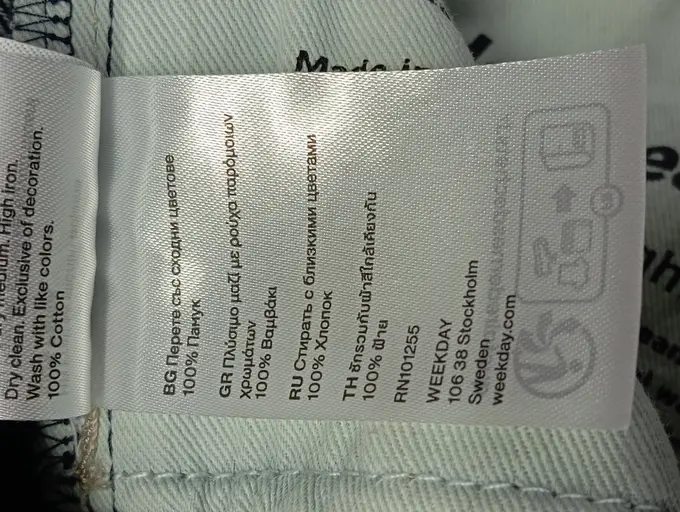 Dry clean. Exclusive of decoration.
Wash with like colors.
100% Cotton
BG Перете със сходни цветове
100% Памук
GR Πλύσιμο μαζί με ρούχα παρόμοιων
χρωμάτων
100% Βαμβάκι
RU Стирать с близкими цветами
100% Хлопок
TH ซักรวมกับผ้าสีใกล้เคียงกัน
100% ฝ้าย
RN101255
WEEKDAY
106 38 Stockholm
Sweden
weekday.com
Made in